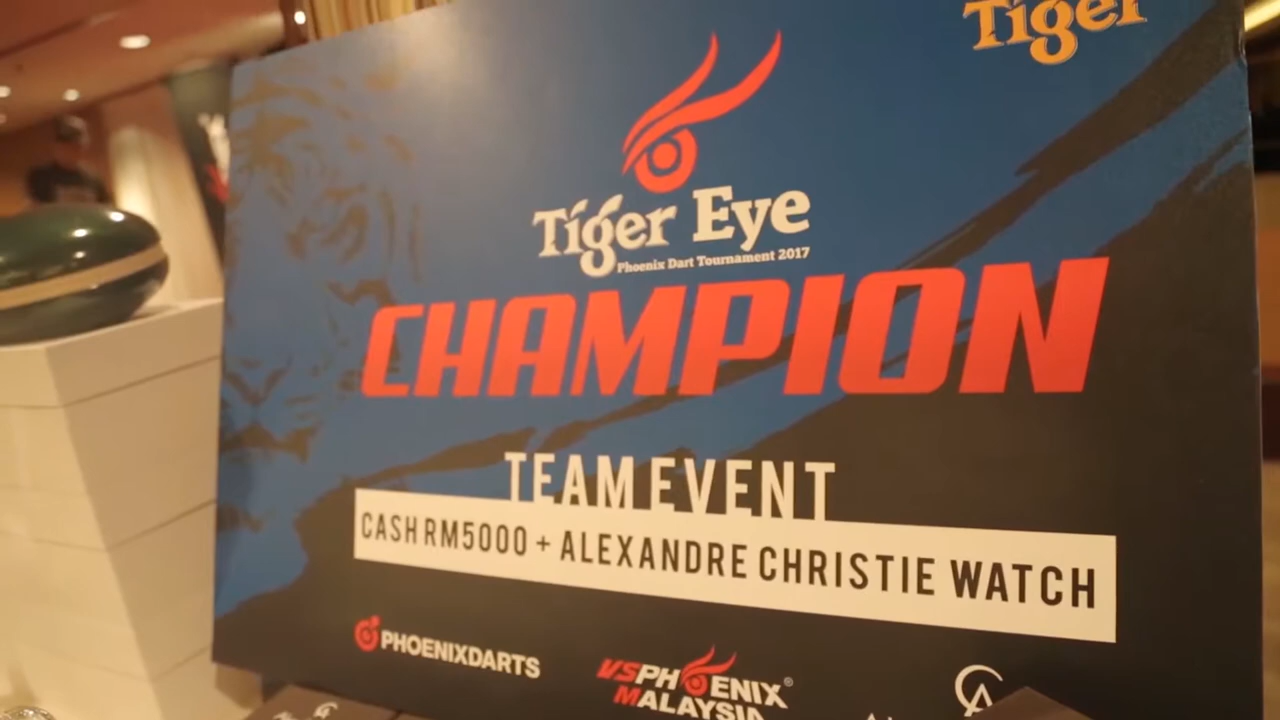 Tiger
Tiger Eye
Phoenix Dart Tournament 2017
CHAMPION
TEAM EVENT
CASH RM5000 + ALEXANDRE CHRISTIE WATCH
PHOENIXDARTS
VSPHOENIX®
MALAYSIA